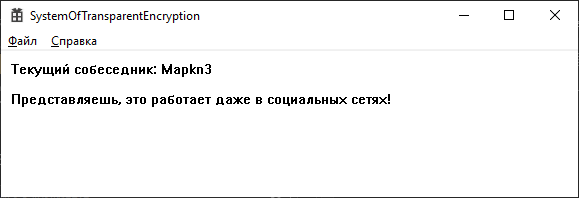 SystemOfTransparentEncryption
Файл Справка
Текущий собеседник: Mapkn3
Представляешь, это работает даже в социальных сетях!